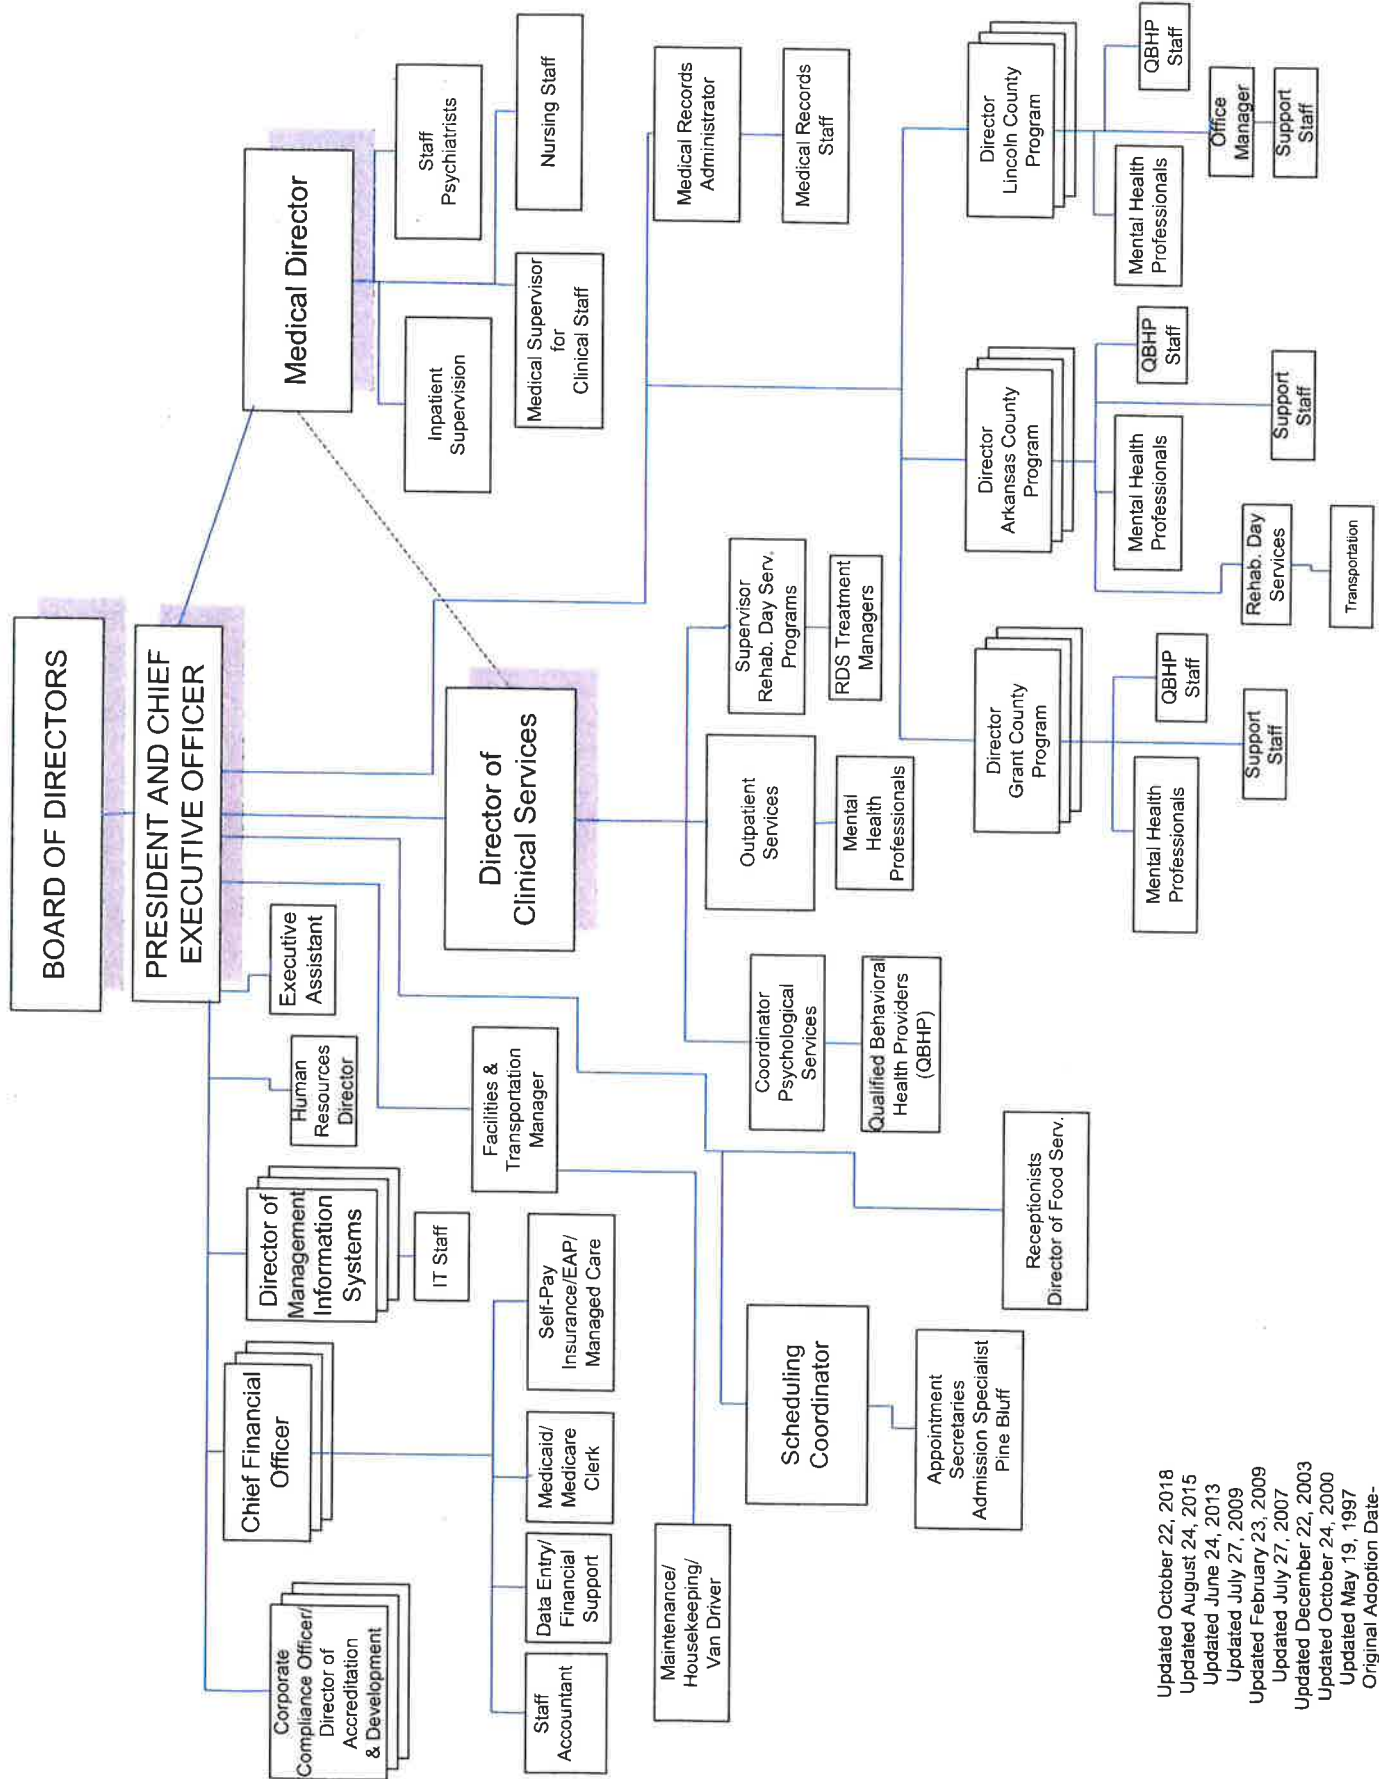 BOARD OF DIRECTORS
PRESIDENT AND CHIEF
EXECUTIVE OFFICER
Medical Director
Staff
Psychiatrists
Nursing Staff
Inpatient
Supervision
Medical Supervisor
for
Clinical Staff
Executive
Assistant
Human
Resources
Director
Director of
Management
Information
Systems
IT Staff
Chief Financial
Officer
Corporate
Compliance Officer/
Director of
Accreditation
& Development
Staff
Accountant
Data Entry/
Financial
Support
Medicaid/
Medicare
Clerk
Self-Pay
Insurance/EAP/
Managed Care
Facilities &
Transportation
Manager
Maintenance/
Housekeeping/
Van Driver
Director of
Clinical Services
Medical Records
Administrator
Medical Records
Staff
Coordinator
Psychological
Services
Qualified Behavioral
Health Providers
(QBHP)
Outpatient
Services
Mental
Health
Professionals
Supervisor
Rehab. Day Serv.
Programs
RDS Treatment
Managers
Scheduling
Coordinator
Appointment
Secretaries
Admission Specialist
Pine Bluff
Receptionists
Director of Food Serv.
Director
Grant County
Program
Mental Health
Professionals
QBHP
Staff
Support
Staff
Director
Arkansas County
Program
Mental Health
Professionals
QBHP
Staff
Rehab. Day
Services
Support
Staff
Transportation
Director
Lincoln County
Program
Mental Health
Professionals
QBHP
Staff
Office
Manager
Support
Staff
Updated October 22, 2018
Updated August 24, 2015
Updated June 24, 2013
Updated July 27, 2009
Updated February 23, 2009
Updated July 27, 2007
Updated December 22, 2003
Updated October 24, 2000
Updated May 19, 1997
Original Adoption Date-